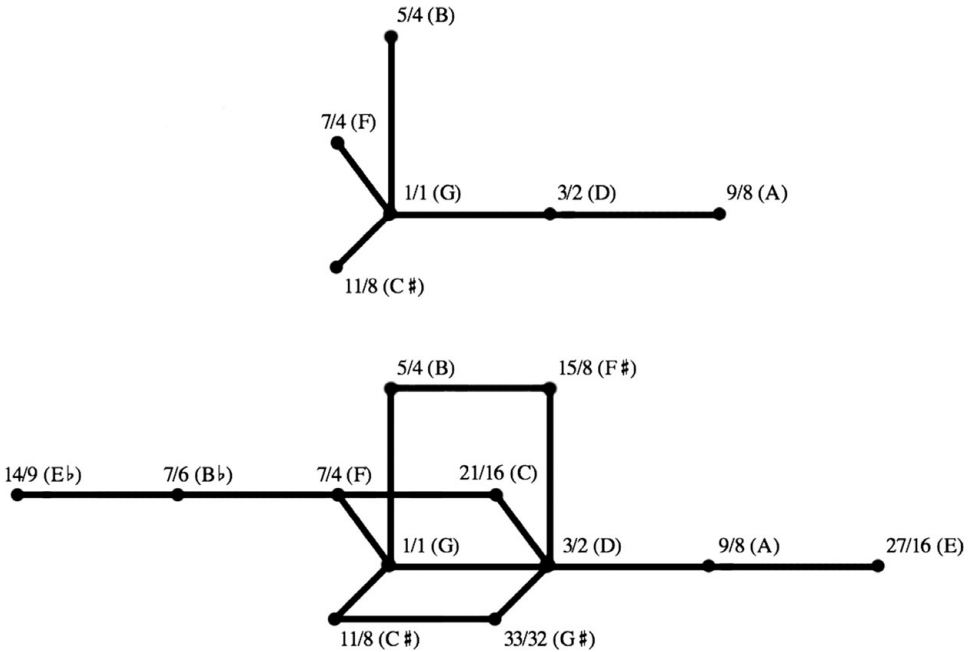 5/4 (B)
7/4 (F)
1/1 (G)
3/2 (D)
9/8 (A)
11/8 (C♯)
5/4 (B)
15/8 (F♯)
14/9 (E♭)
7/6 (B♭)
7/4 (F)
21/16 (C)
1/1 (G)
3/2 (D)
9/8 (A)
27/16 (E)
11/8 (C♯)
33/32 (G♯)